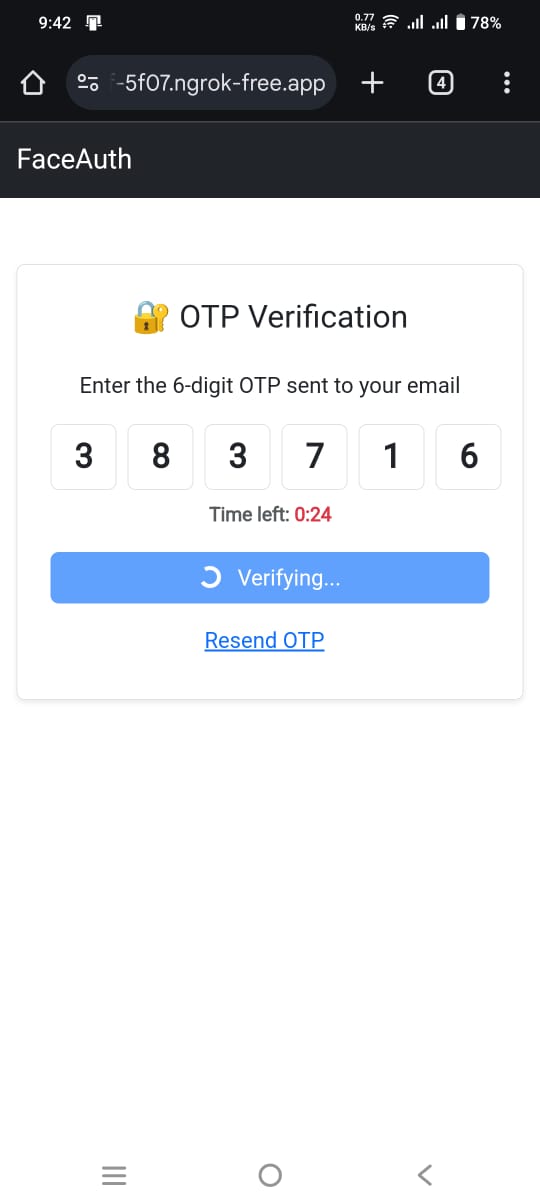 9:42
0.77
KB/s
78%
-5f07.ngrok-free.app
4
FaceAuth
OTP Verification
Enter the 6-digit OTP sent to your email
3 8 3 7 1 6
Time left: 0:24
Verifying...
Resend OTP